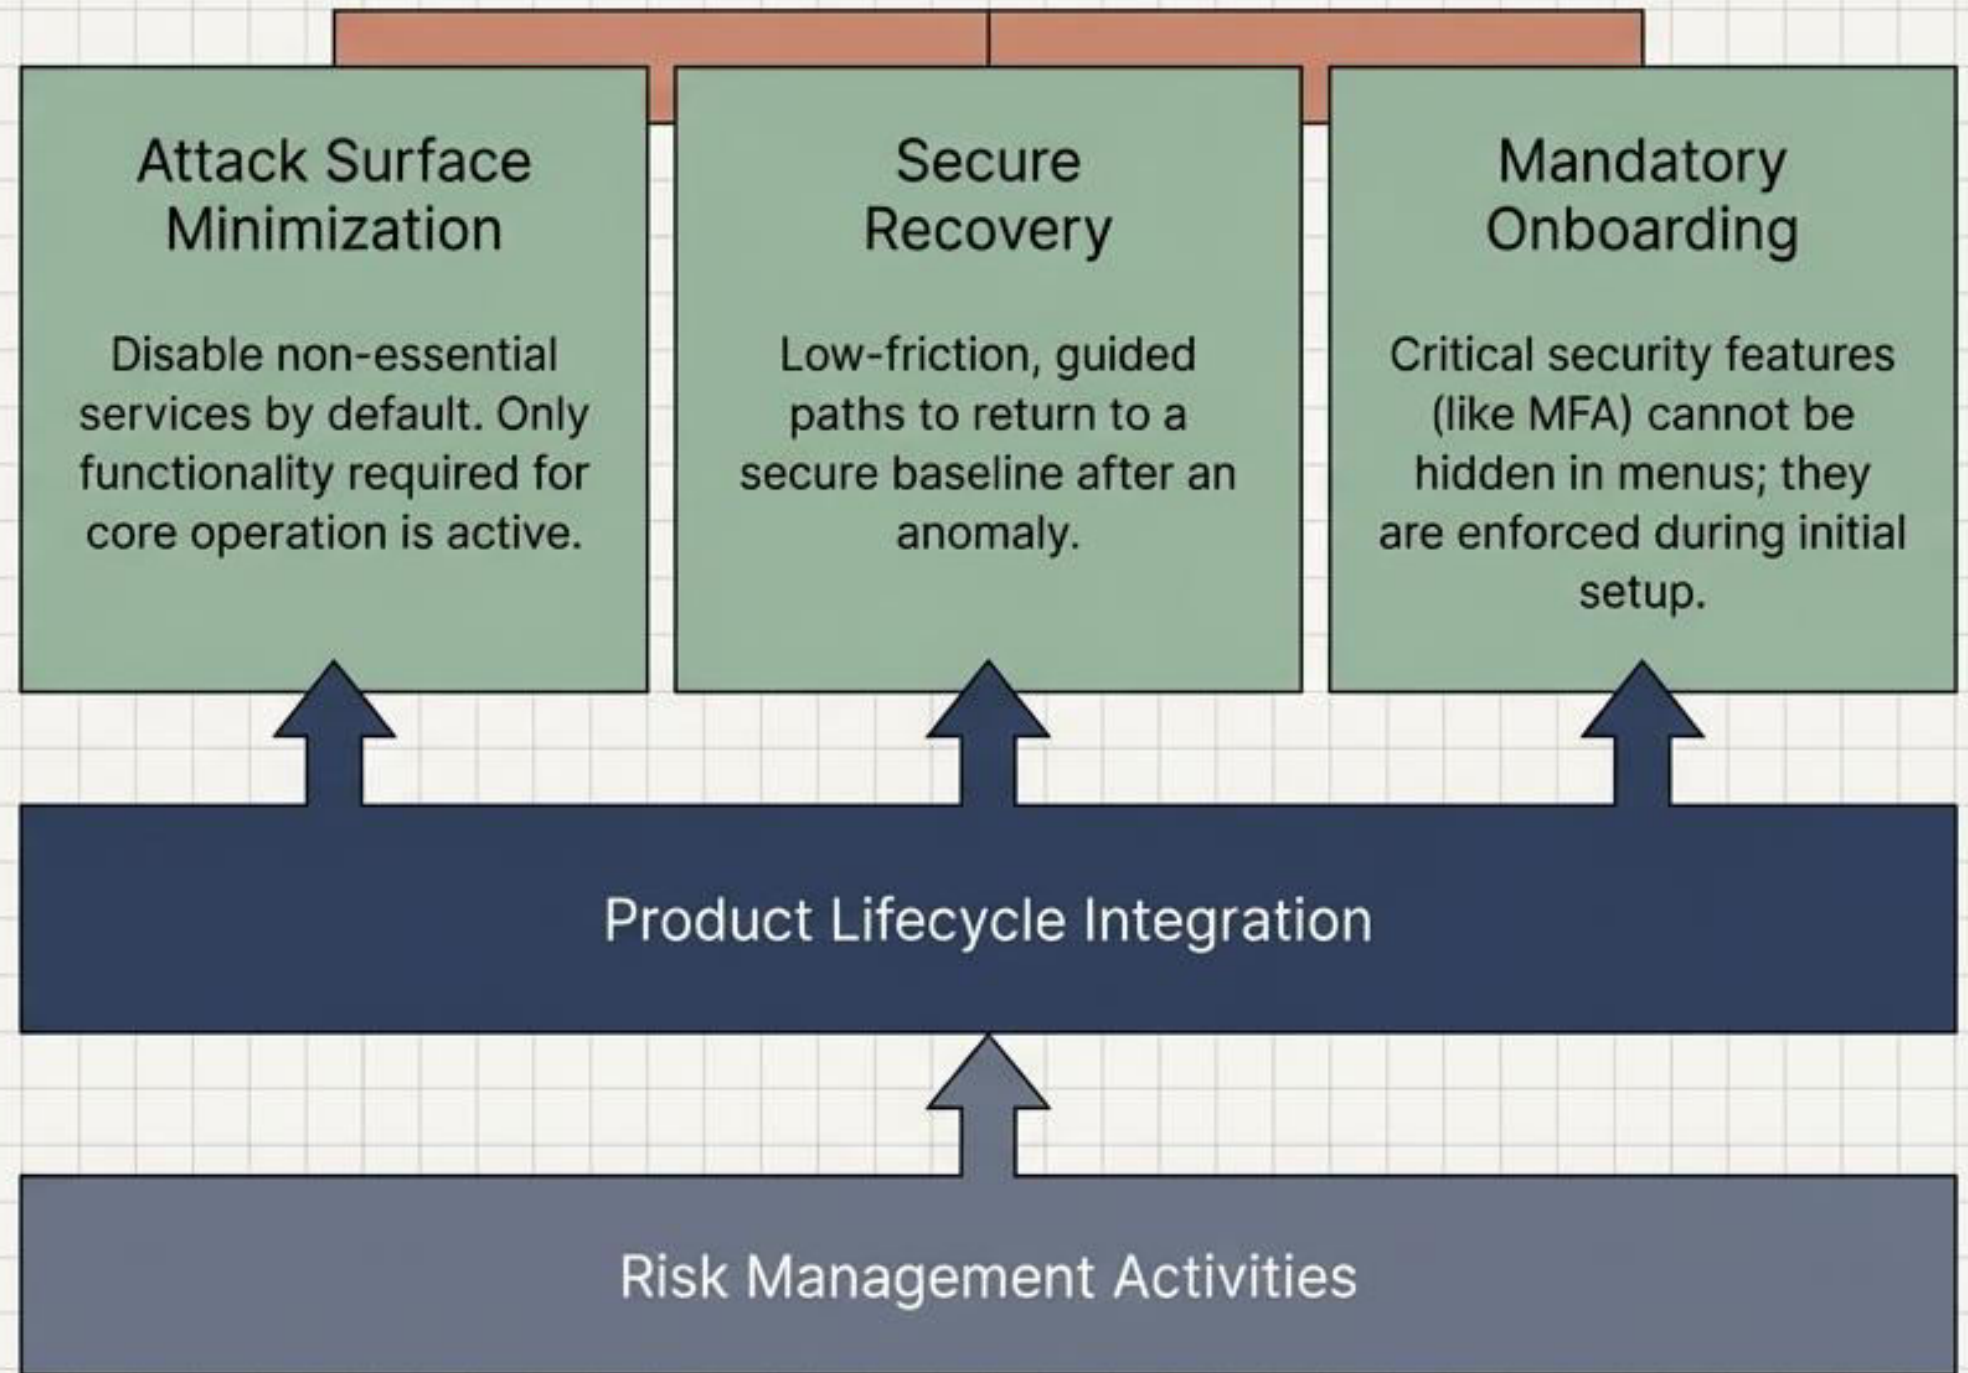 Attack Surface
Minimization
Disable non-essential
services by default. Only
functionality required for
core operation is active.
Secure
Recovery
Low-friction, guided
paths to return to a
secure baseline after an
anomaly.
Mandatory
Onboarding
Critical security features
(like MFA) cannot be
hidden in menus; they
are enforced during initial
setup.
Product Lifecycle Integration
Risk Management Activities